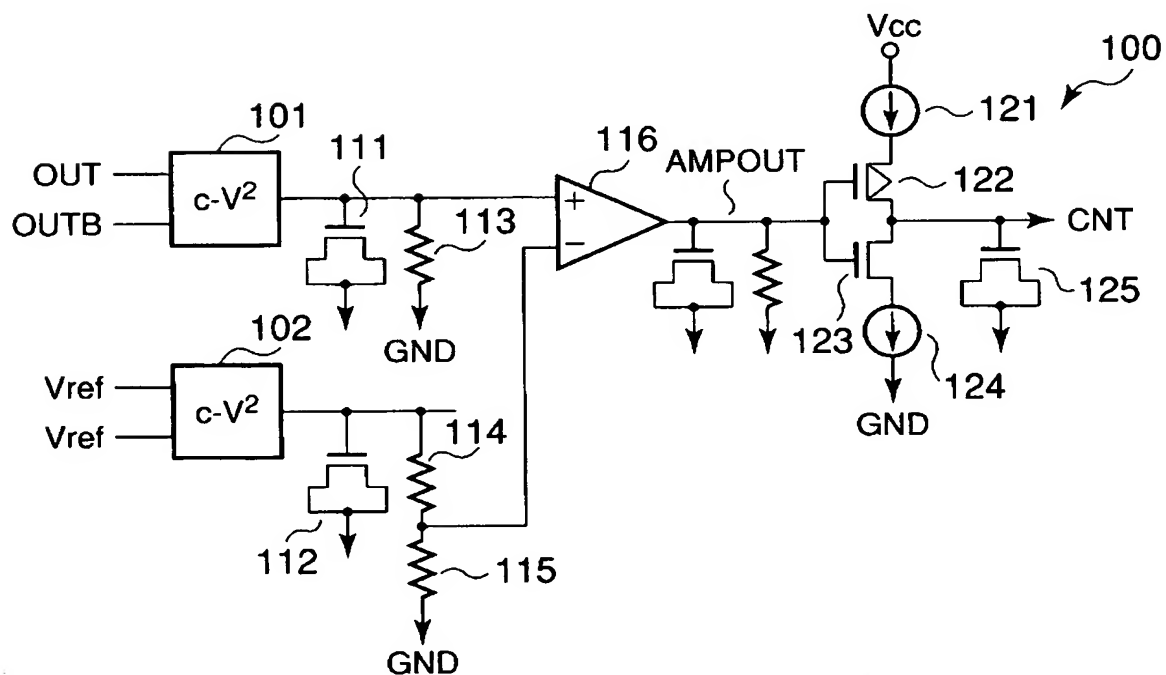 Vcc
100
121
101
111
116
AMPOUT
122
OUT
OUTB
c-V²
+
−
113
CNT
GND
123
125
102
124
GND
Vref
Vref
c-V²
114
112
115
GND